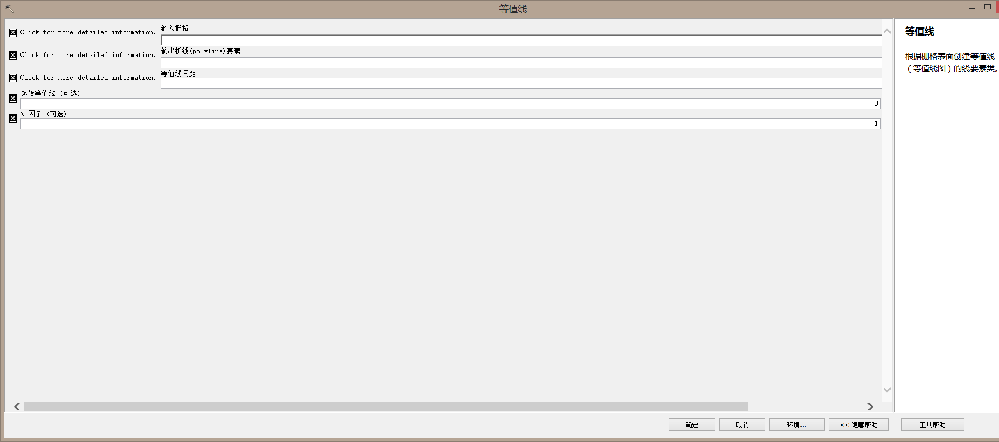 等值线
Click for more detailed information.
输入栅格
Click for more detailed information.
输出折线(polyline)要素
Click for more detailed information.
等值线间距
起始等值线 (可选)
0
Z 因子 (可选)
1
等值线
根据栅格表面创建等值线
（等值线图）的线要素类。
确定
取消
环境...
<< 隐藏帮助
工具帮助